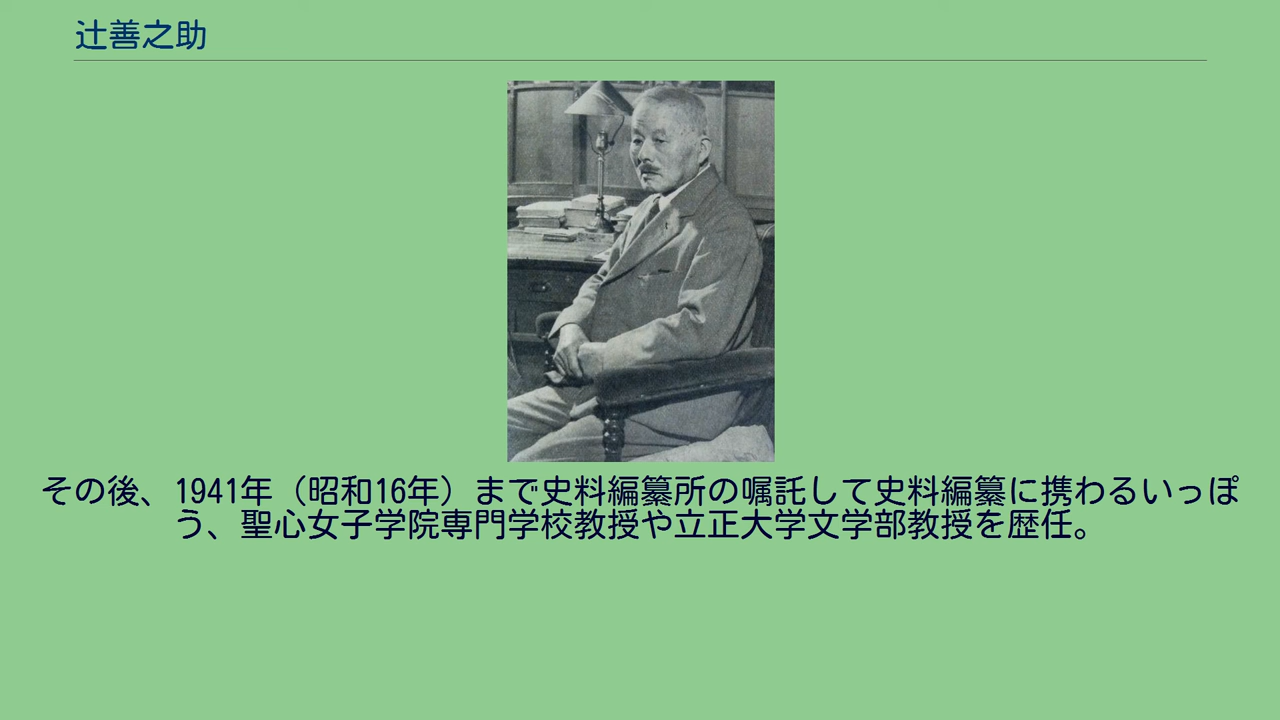 辻善之助
その後、1941年（昭和16年）まで史料編纂所の嘱託して史料編纂に携わるいっぽ
う、聖心女子学院専門学校教授や立正大学文学部教授を歴任。